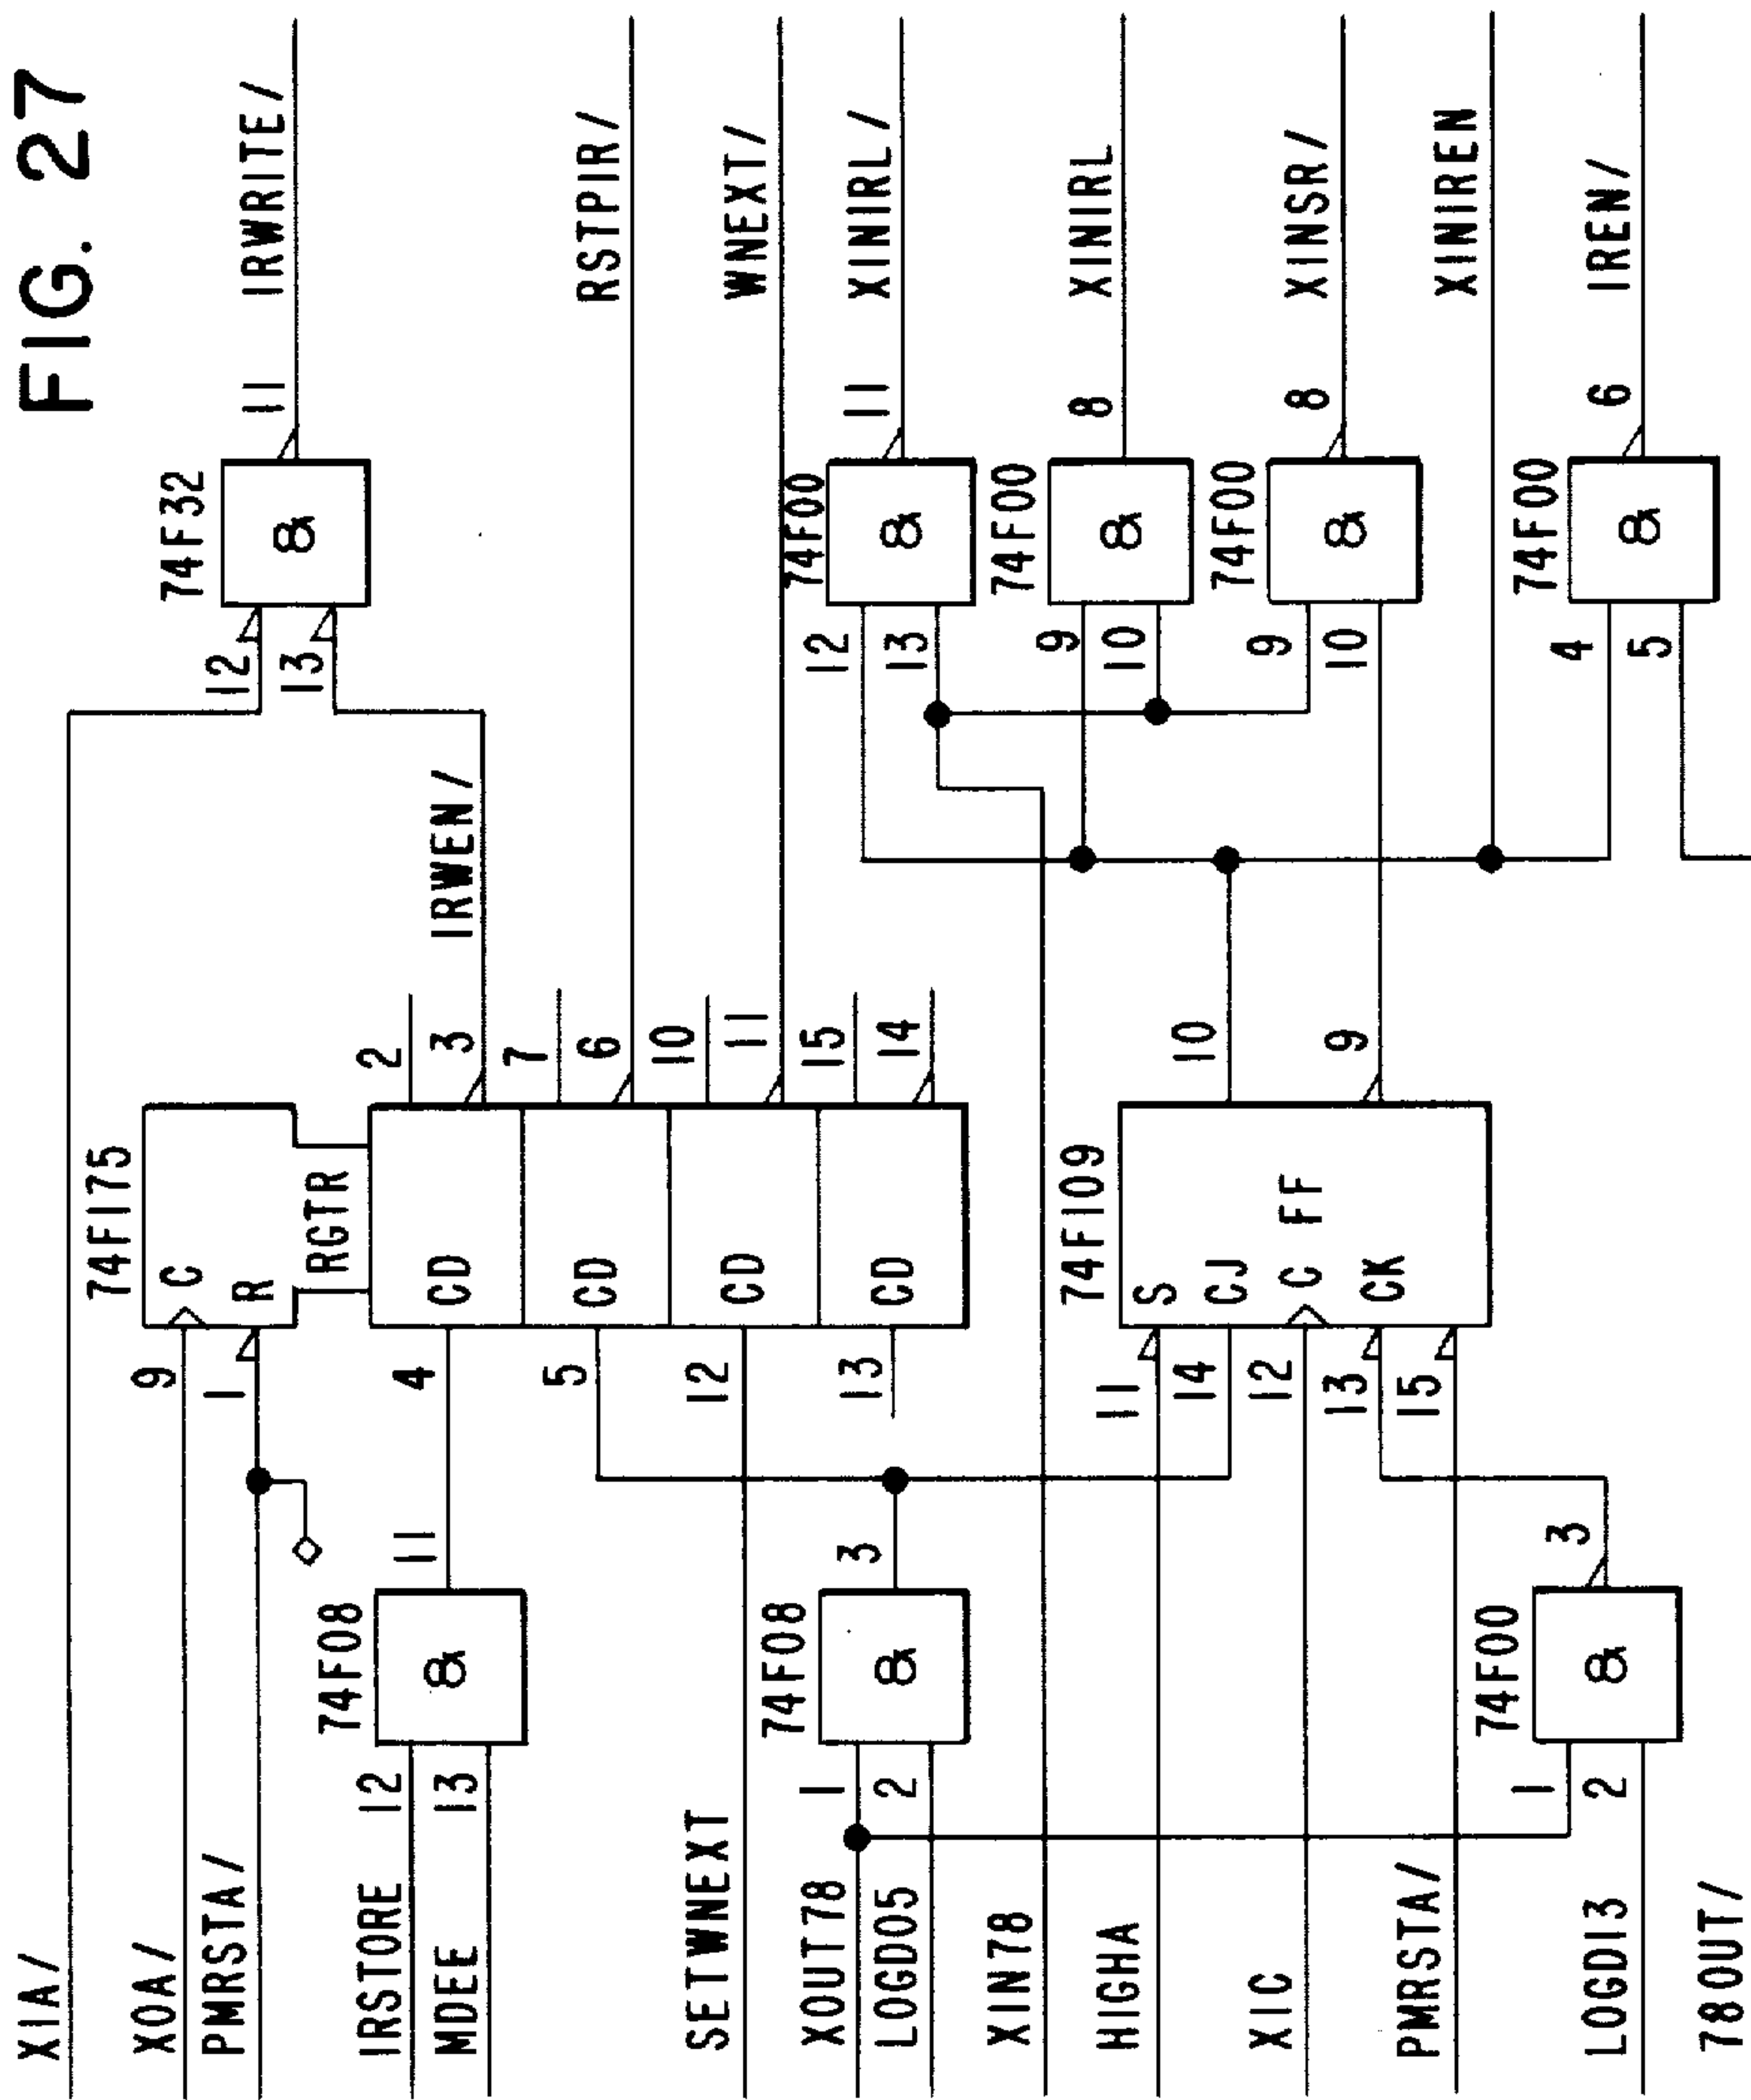 FIG. 27
X1A/
X0A/
PMRSTA/
IRSTORE
MDEE
SETWNEXT
XOUT78
LOGD05
XIN78
HIGHA
X1C
PMRSTA/
LOGD13
78OUT/
12
13
74F08
&
11
1
2
74F08
&
3
1
2
74F00
&
3
9
1
4
5
12
13
74F175
C
R
RGTR
CD
CD
CD
CD
2
3
7
6
10
11
15
14
IRWEN/
11
14
12
13
15
74F109
S
CJ
C FF
CK
10
9
12
13
74F32
&
11
IRWRITE/
RSTPIR/
WNEXT/
12
13
74F00
&
11
XINIRL/
9
10
74F00
&
8
XINIRL
9
10
74F00
&
8
XINSR/
XINIREN
4
5
74F00
&
6
IREN/